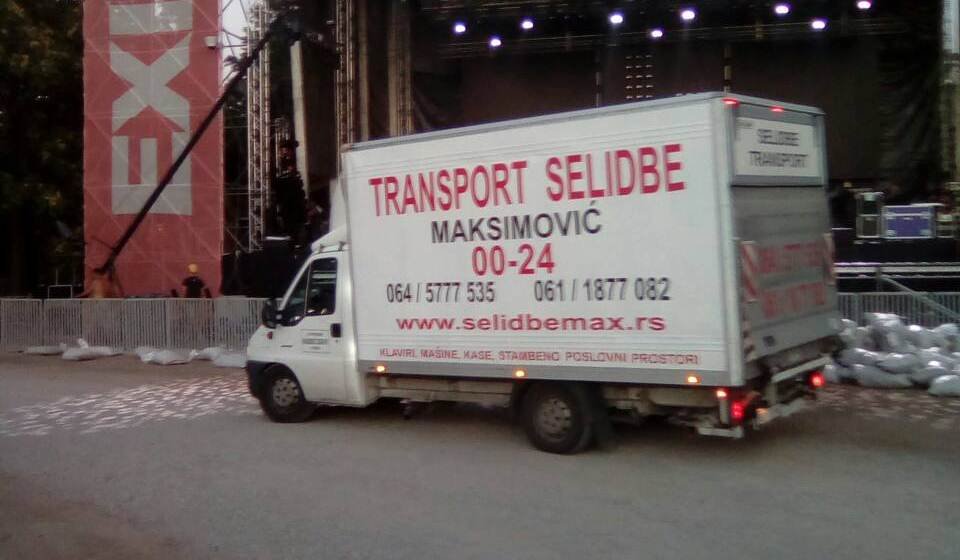 EXI
TRANSPORT SELIDBE
MAKSIMOVIĆ
00-24
064 / 5777 535 061 / 1877 082
www.selidbemax.rs
KLAVIRI, MAŠINE, KASE, STAMBENO POSLOVNI PROSTORI
SELIDBE
TRANSPORT